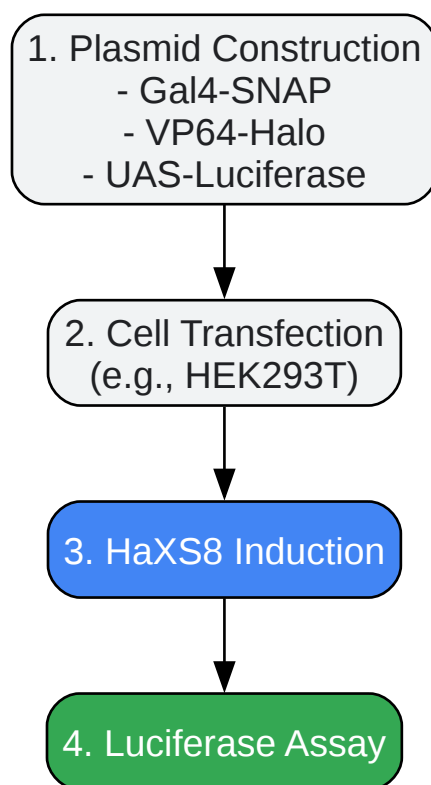 1. Plasmid Construction
- Gal4-SNAP
- VP64-Halo
- UAS-Luciferase
2. Cell Transfection
(e.g., HEK293T)
3. HaXS8 Induction
4. Luciferase Assay